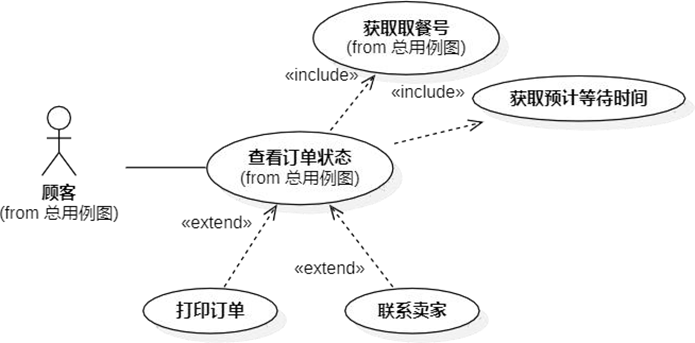 获取取餐号
(from 总用例图)
«include»
«include»
获取预计等待时间
查看订单状态
(from 总用例图)
顾客
(from 总用例图)
«extend»
«extend»
打印订单
联系卖家